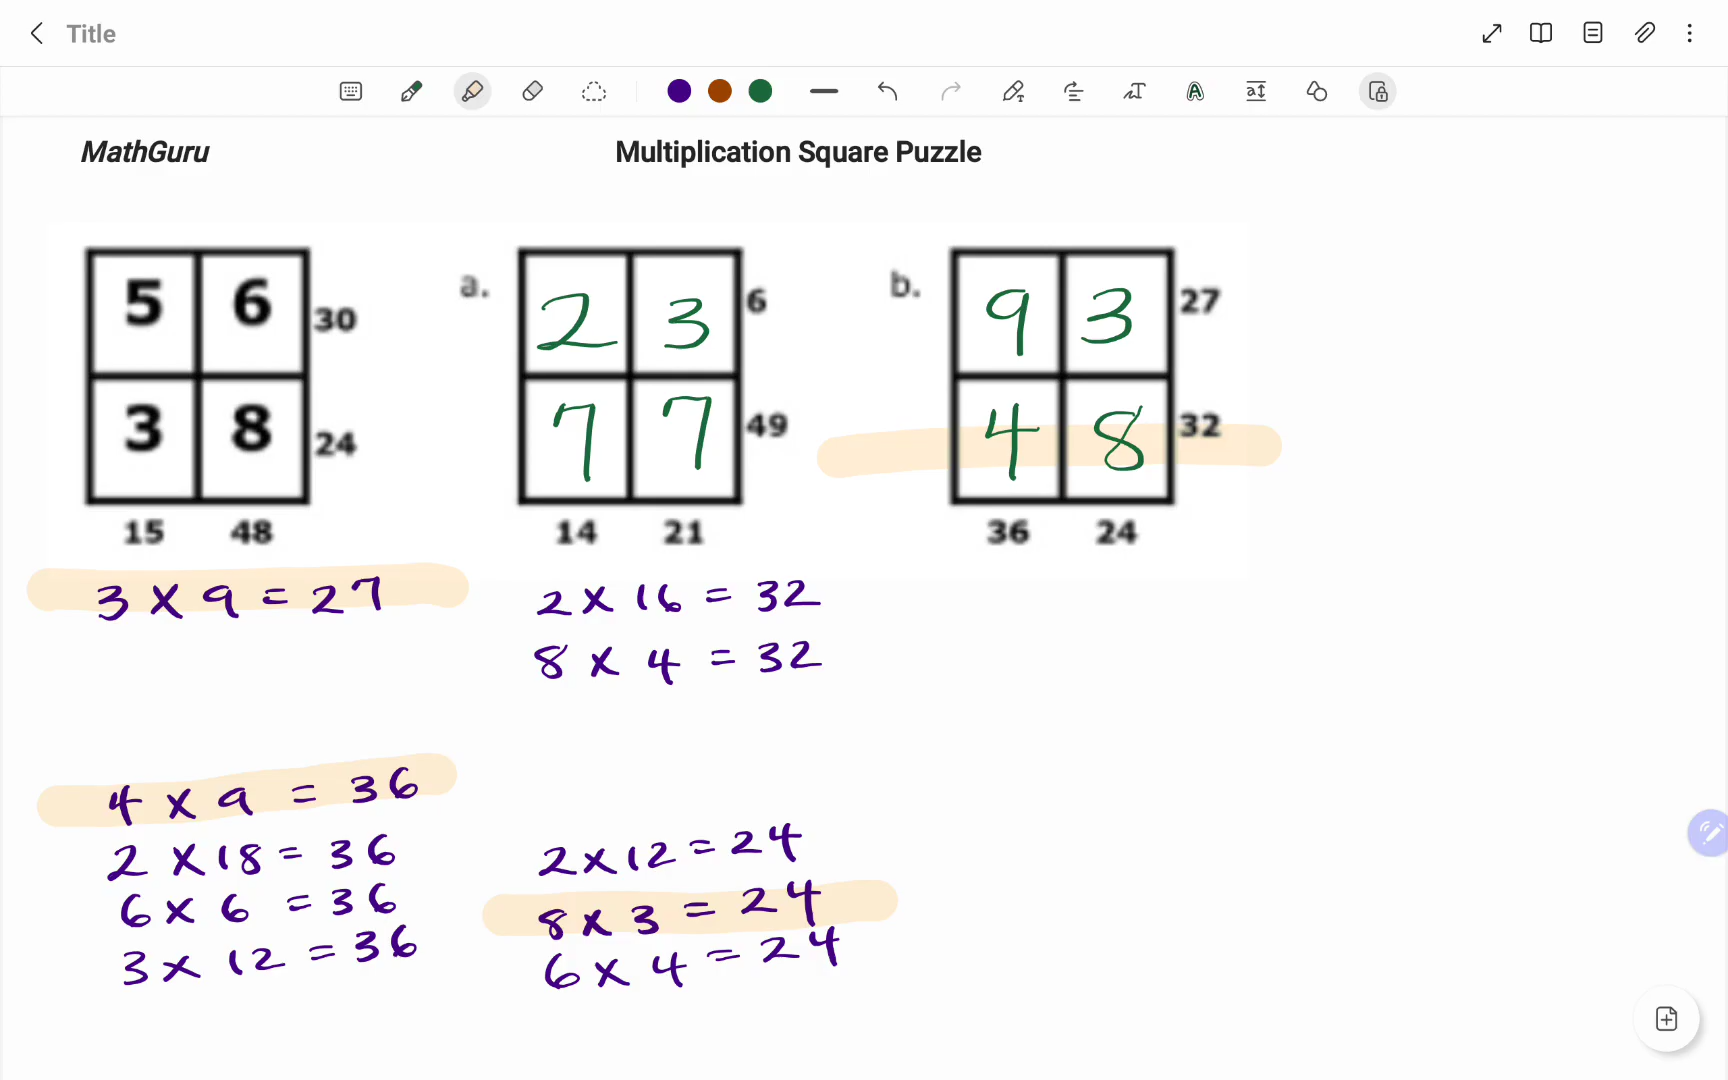 Title
MathGuru Multiplication Square Puzzle
5 6 30
3 8 24
15 48
a. 2 3 6
7 7 49
14 21
b. 9 3 27
4 8 32
36 24
3 x 9 = 27
2 x 16 = 32
8 x 4 = 32
4 x 9 = 36
2 x 18 = 36
6 x 6 = 36
3 x 12 = 36
2 x 12 = 24
8 x 3 = 24
6 x 4 = 24